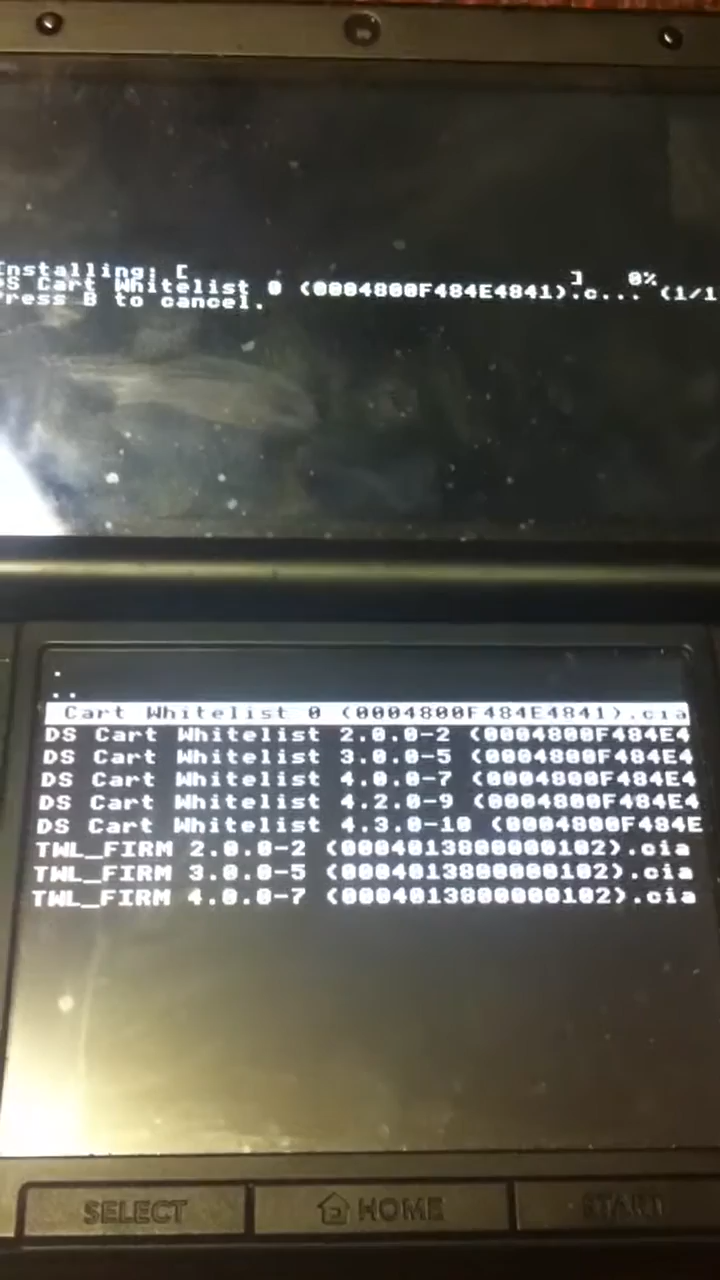 nstalling: [ ] 0%
DS Cart Whitelist 0 (0004800F484E4841).c... (1/1
ress B to cancel.
.
..
Cart Whitelist 0 (0004800F484E4841).cia
DS Cart Whitelist 2.0.0-2 (0004800F484E4
DS Cart Whitelist 3.0.0-5 (0004800F484E4
DS Cart Whitelist 4.0.0-7 (0004800F484E4
DS Cart Whitelist 4.2.0-9 (0004800F484E4
DS Cart Whitelist 4.3.0-10 (0004800F484E
TWL_FIRM 2.0.0-2 (0004013800000102).cia
TWL_FIRM 3.0.0-5 (0004013800000102).cia
TWL_FIRM 4.0.0-7 (0004013800000102).cia
SELECT
HOME
START